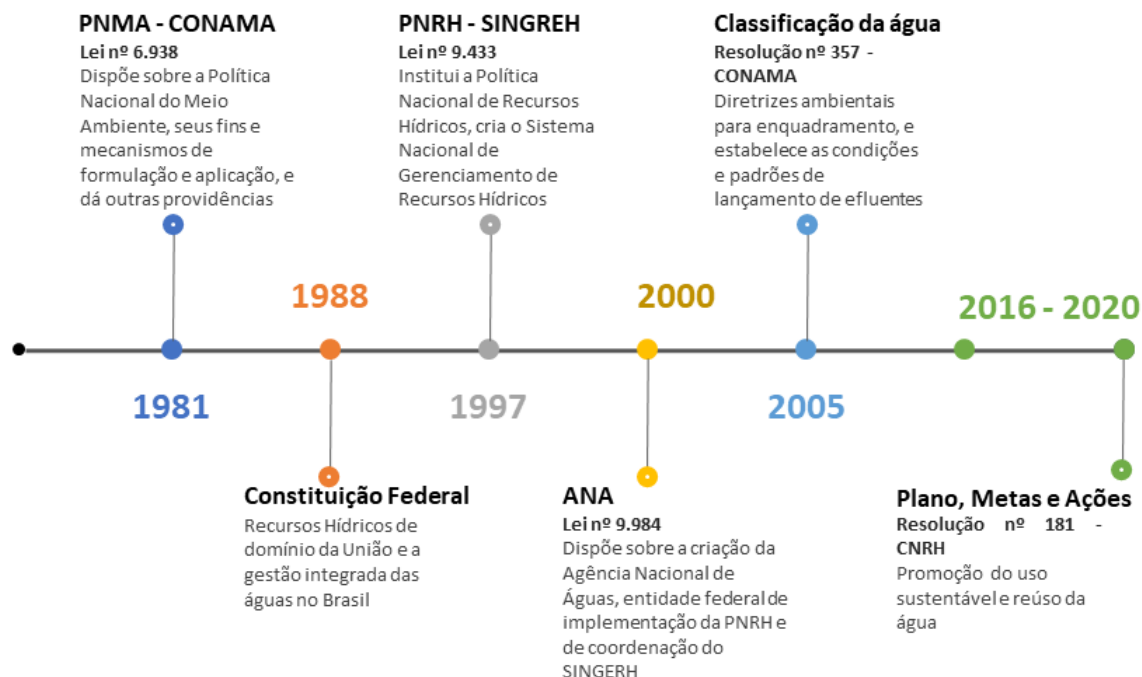 PNMA - CONAMA
Lei nº 6.938
Dispõe sobre a Política
Nacional do Meio
Ambiente, seus fins e
mecanismos de
formulação e aplicação, e
dá outras providências
PNRH - SINGREH
Lei nº 9.433
Institui a Política
Nacional de Recursos
Hídricos, cria o Sistema
Nacional de
Gerenciamento de
Recursos Hídricos
Classificação da água
Resolução nº 357 -
CONAMA
Diretrizes ambientais
para enquadramento, e
estabelece as condições
e padrões de
lançamento de efluentes
1988
2000
2016 - 2020
1981
1997
2005
Constituição Federal
Recursos Hídricos de
domínio da União e a
gestão integrada das
águas no Brasil
ANA
Lei nº 9.984
Dispõe sobre a criação da
Agência Nacional de
Águas, entidade federal de
implementação da PNRH e
de coordenação do
SINGERH
Plano, Metas e Ações
Resolução nº 181 -
CNRH
Promoção do uso
sustentável e reúso da
água